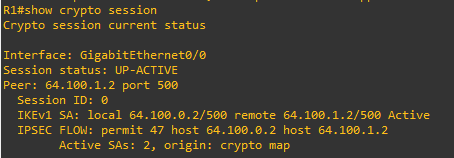 R1#show crypto session
Crypto session current status

Interface: GigabitEthernet0/0
Session status: UP-ACTIVE
Peer: 64.100.1.2 port 500
  Session ID: 0
  IKEv1 SA: local 64.100.0.2/500 remote 64.100.1.2/500 Active
  IPSEC FLOW: permit 47 host 64.100.0.2 host 64.100.1.2
        Active SAs: 2, origin: crypto map